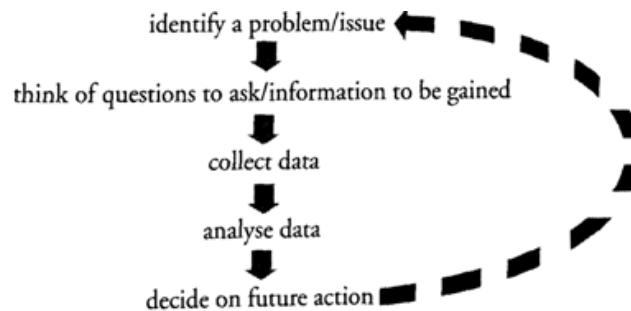 identify a problem/issue
think of questions to ask/information to be gained
collect data
analyse data
decide on future action